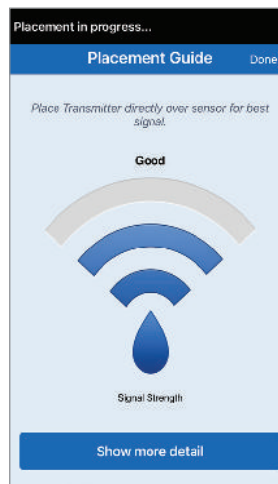 Placement in progress...
Placement Guide Done
Place Transmitter directly over sensor for best
signal.
Good
Signal Strength
Show more detail